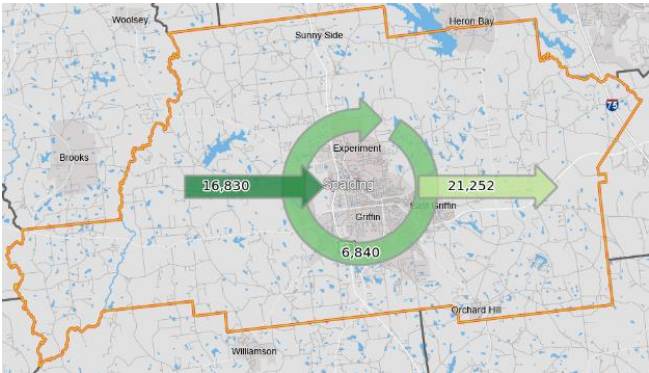 Woolsey
Heron Bay
Sunny Side
75
Experiment
Brooks
16,830
Spalding
21,252
East Griffin
Griffin
6,840
Orchard Hill
Williamson